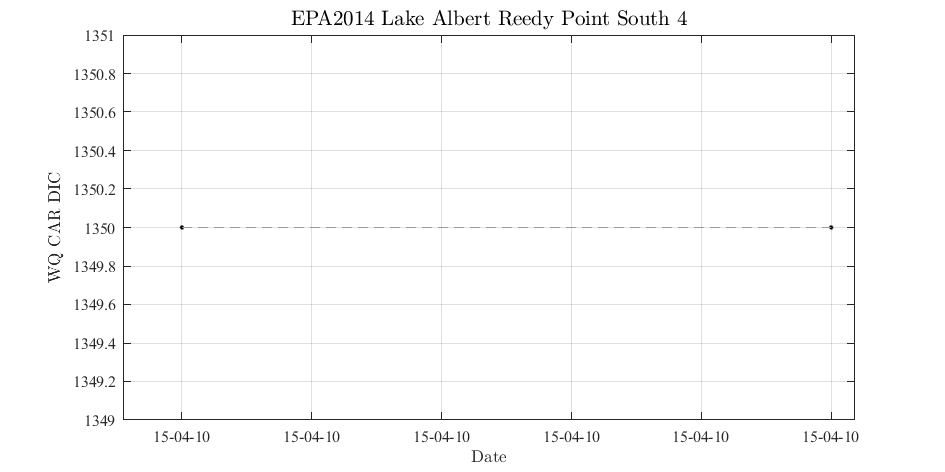 EPA2014 Lake Albert Reedy Point South 4
1351
1350.8
1350.6
1350.4
1350.2
1350
1349.8
1349.6
1349.4
1349.2
1349
WQ CAR DIC
15-04-10 15-04-10 15-04-10 15-04-10 15-04-10 15-04-10
Date